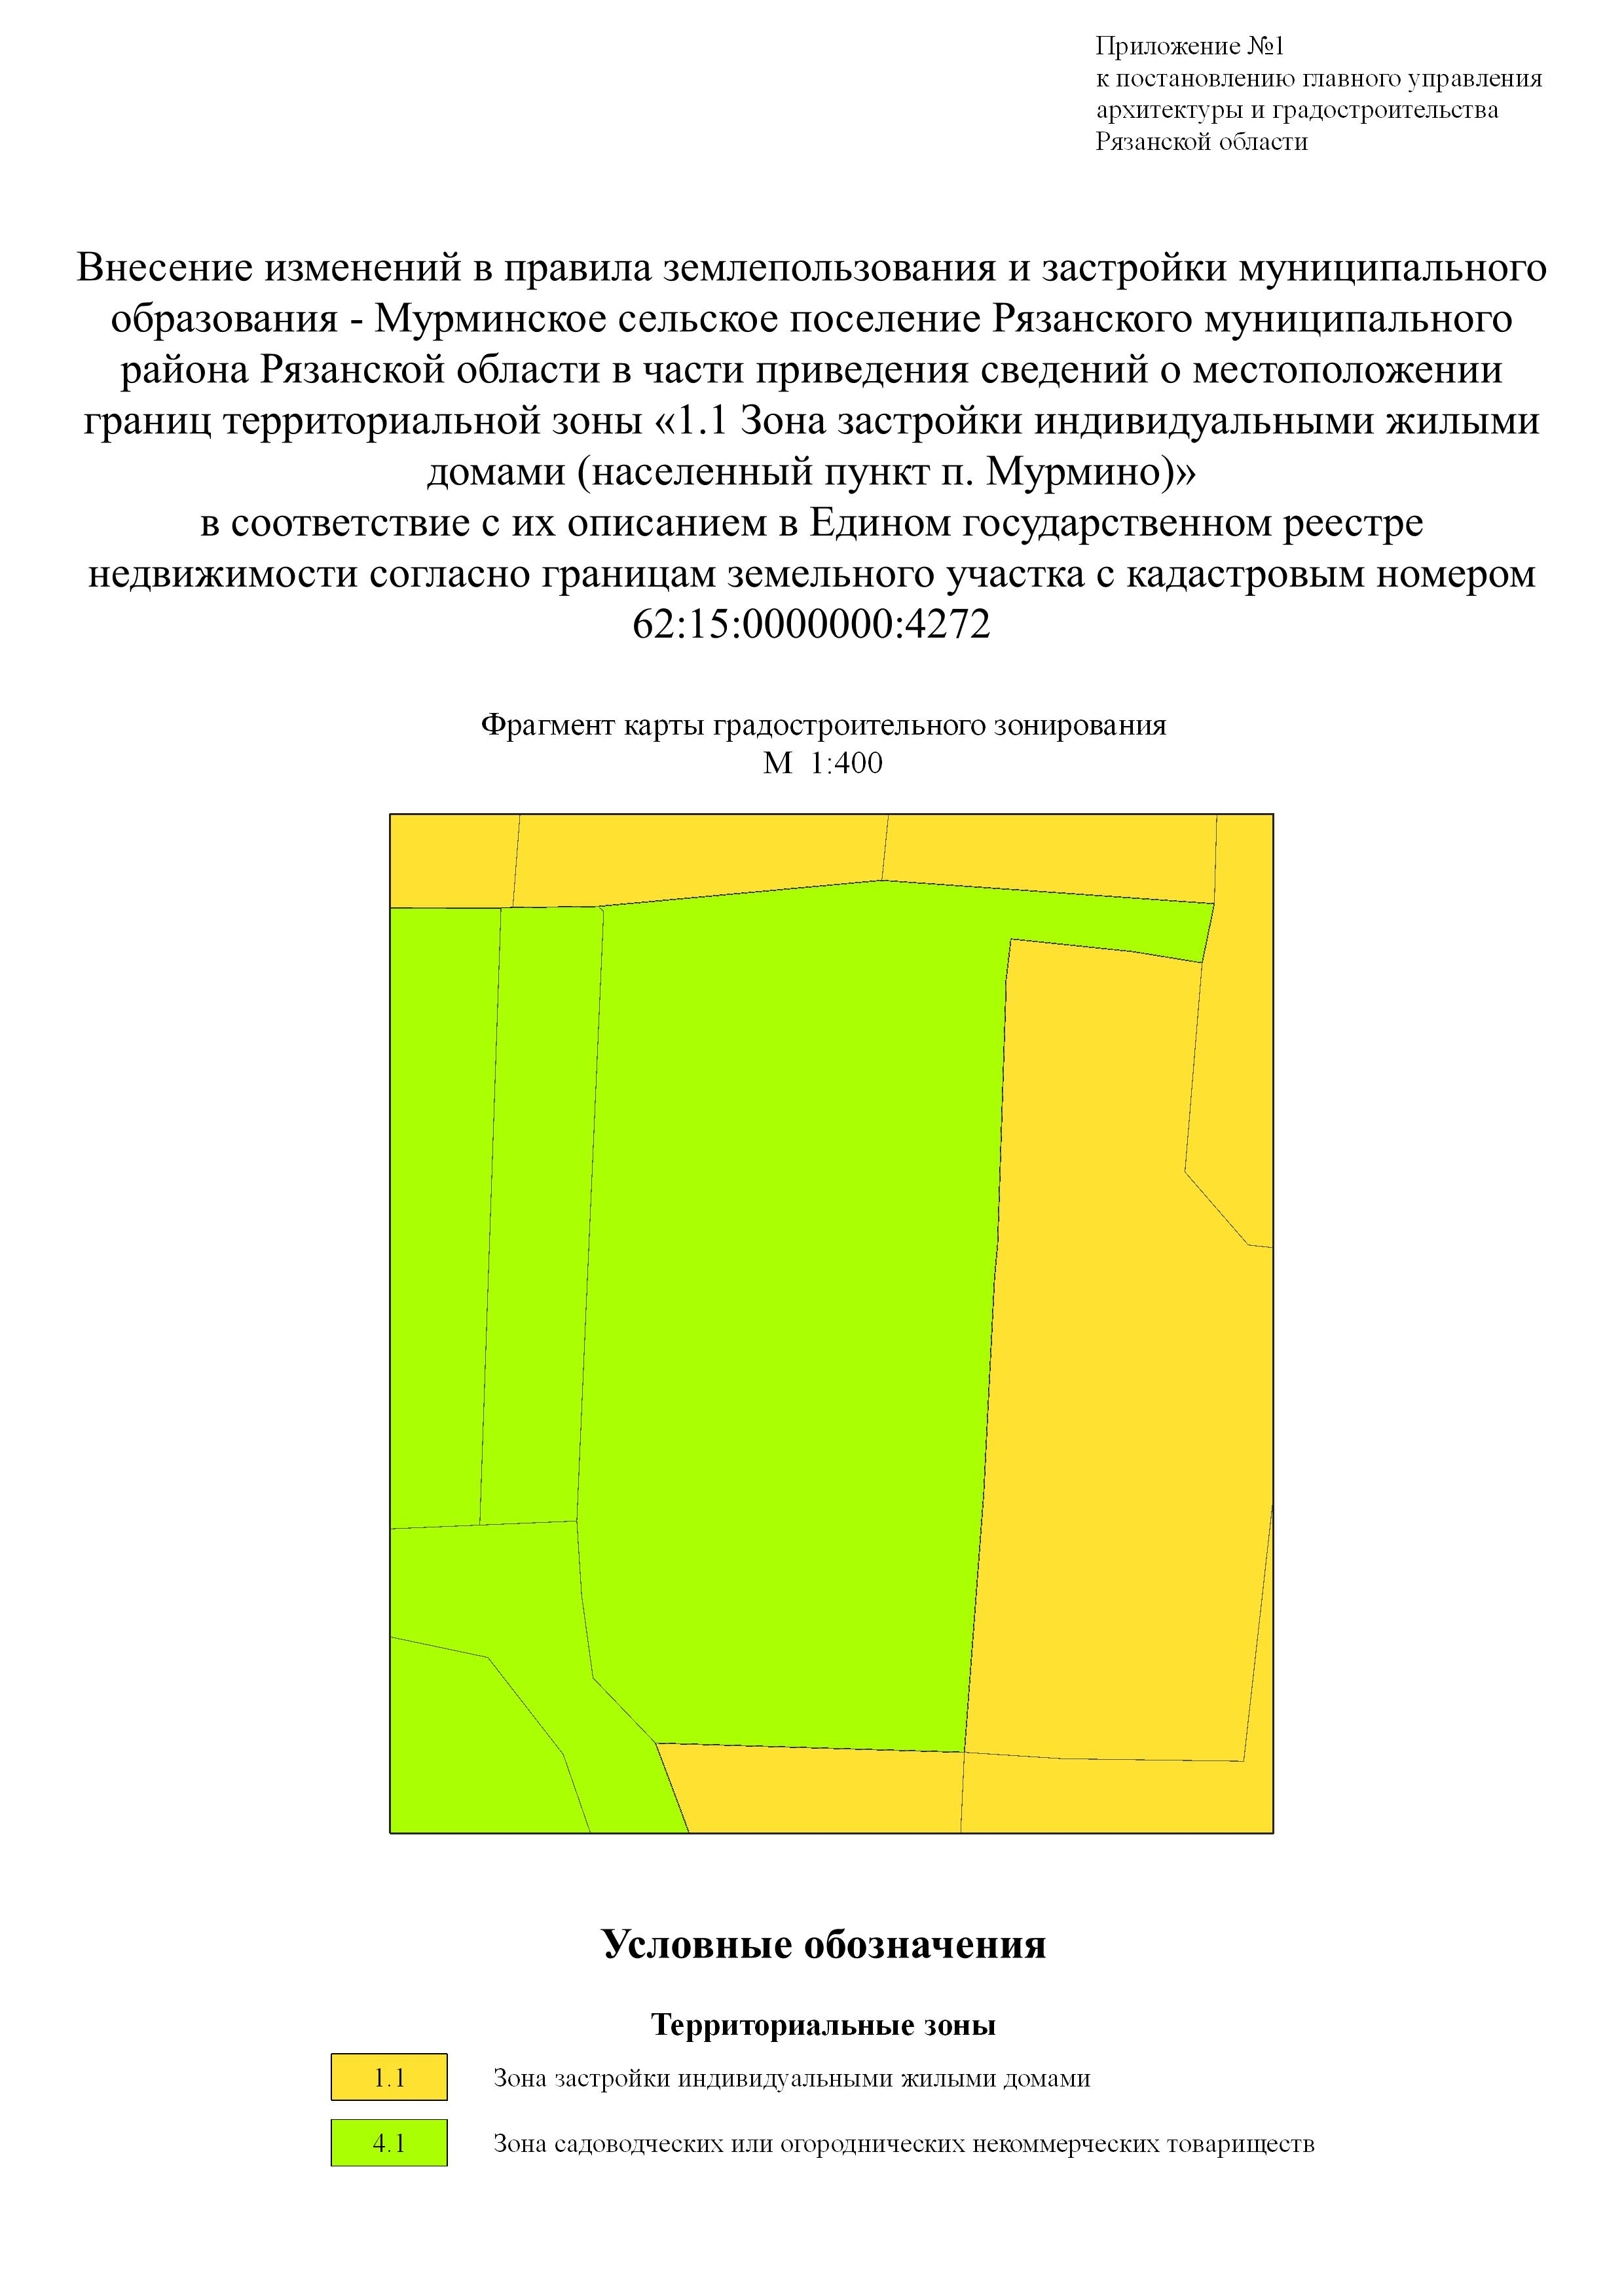 Приложение №1
к постановлению главного управления
архитектуры и градостроительства
Рязанской области
Внесение изменений в правила землепользования и застройки муниципального
образования - Мурминское сельское поселение Рязанского муниципального
района Рязанской области в части приведения сведений о местоположении
границ территориальной зоны «1.1 Зона застройки индивидуальными жилыми
домами (населенный пункт п. Мурмино)»
в соответствие с их описанием в Едином государственном реестре
недвижимости согласно границам земельного участка с кадастровым номером
62:15:0000000:4272
Фрагмент карты градостроительного зонирования
М 1:400
Условные обозначения
Территориальные зоны
1.1 Зона застройки индивидуальными жилыми домами
4.1 Зона садоводческих или огороднических некоммерческих товариществ